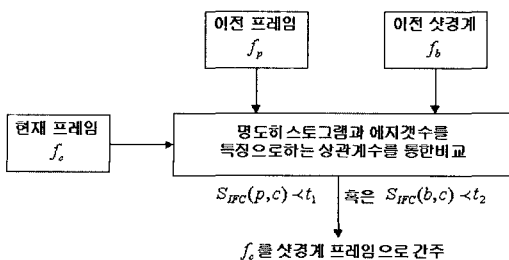 이전 프레임
f_p
이전 샷경계
f_b
현재 프레임
f_c
명도히스토그램과 에지갯수를
특징으로하는 상관계수를 통한비교
S_IFC(p,c) ≺ t_1 혹은 S_IFC(b,c) ≺ t_2
f_c 를 샷경계 프레임으로 간주